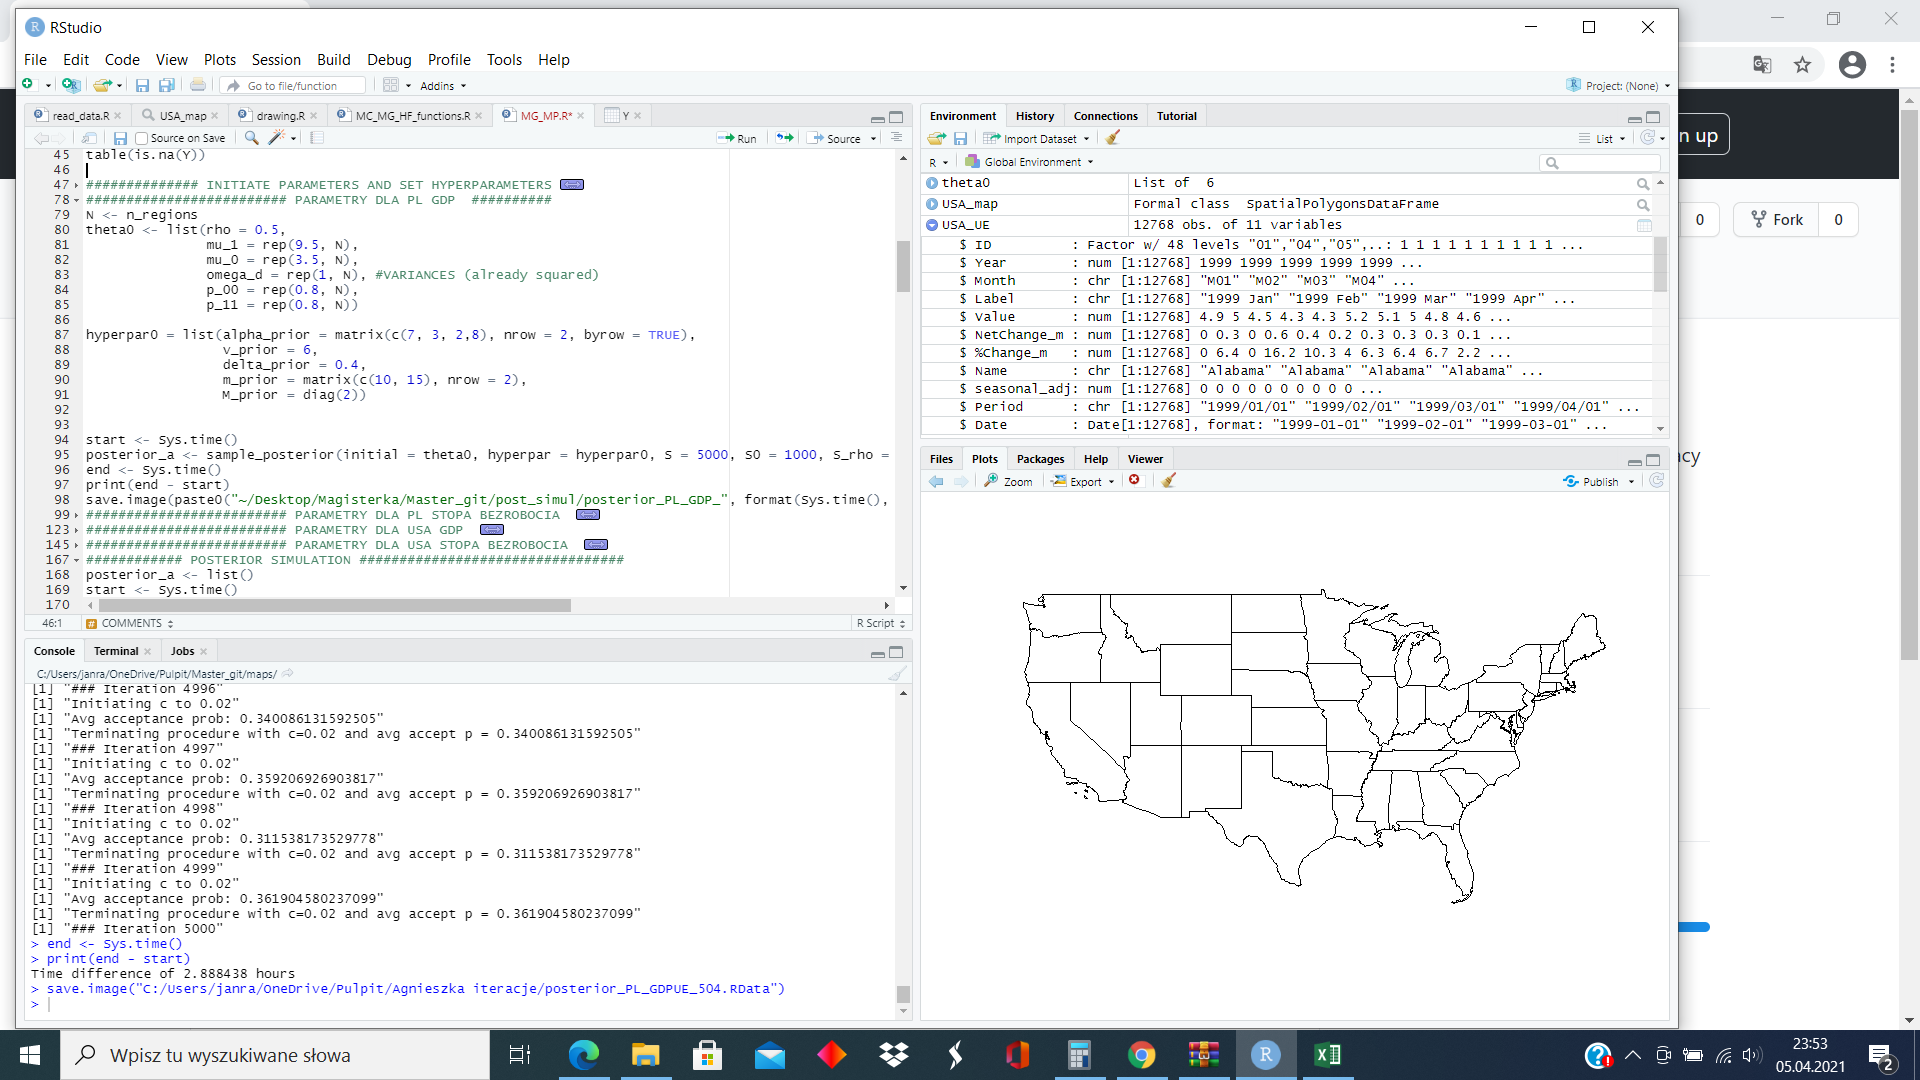 RStudio
File Edit Code View Plots Session Build Debug Profile Tools Help
Go to file/function Addins Project: (None)
read_data.R USA_map drawing.R MC_MG_HF_functions.R MG_MP.R* Y
Source on Save Run Source
45 table(is.na(Y))
46
47 ############## INITIATE PARAMETERS AND SET HYPERPARAMETERS
78 ######################### PARAMETRY DLA PL GDP ##########
79 N <- n_regions
80 theta0 <- list(rho = 0.5,
81 mu_1 = rep(9.5, N),
82 mu_0 = rep(3.5, N),
83 omega_d = rep(1, N), #VARIANCES (already squared)
84 p_00 = rep(0.8, N),
85 p_11 = rep(0.8, N))
86
87 hyperpar0 = list(alpha_prior = matrix(c(7, 3, 2,8), nrow = 2, byrow = TRUE),
88 v_prior = 6,
89 delta_prior = 0.4,
90 m_prior = matrix(c(10, 15), nrow = 2),
91 M_prior = diag(2))
92
93
94 start <- Sys.time()
95 posterior_a <- sample_posterior(initial = theta0, hyperpar = hyperpar0, S = 5000, S0 = 1000, S_rho =
96 end <- Sys.time()
97 print(end - start)
98 save.image(paste0("~/Desktop/Magisterka/Master_git/post_simul/posterior_PL_GDP_", format(Sys.time(),
99 ######################### PARAMETRY DLA PL STOPA BEZROBOCIA
123 ######################### PARAMETRY DLA USA GDP
145 ######################### PARAMETRY DLA USA STOPA BEZROBOCIA
167 ############ POSTERIOR SIMULATION #################################
168 posterior_a <- list()
169 start <- Sys.time()
170
46:1 # COMMENTS R Script
Console Terminal Jobs
C:/Users/janra/OneDrive/Pulpit/Master_git/maps/
[1] "### Iteration 4996"
[1] "Initiating c to 0.02"
[1] "Avg acceptance prob: 0.340086131592505"
[1] "Terminating procedure with c=0.02 and avg accept p = 0.340086131592505"
[1] "### Iteration 4997"
[1] "Initiating c to 0.02"
[1] "Avg acceptance prob: 0.359206926903817"
[1] "Terminating procedure with c=0.02 and avg accept p = 0.359206926903817"
[1] "### Iteration 4998"
[1] "Initiating c to 0.02"
[1] "Avg acceptance prob: 0.311538173529778"
[1] "Terminating procedure with c=0.02 and avg accept p = 0.311538173529778"
[1] "### Iteration 4999"
[1] "Initiating c to 0.02"
[1] "Avg acceptance prob: 0.361904580237099"
[1] "Terminating procedure with c=0.02 and avg accept p = 0.361904580237099"
[1] "### Iteration 5000"
> end <- Sys.time()
> print(end - start)
Time difference of 2.888438 hours
> save.image("C:/Users/janra/OneDrive/Pulpit/Agnieszka iteracje/posterior_PL_GDPUE_504.RData")
>
Environment History Connections Tutorial
Import Dataset List
R Global Environment
theta0 List of 6
USA_map Formal class SpatialPolygonsDataFrame
USA_UE 12768 obs. of 11 variables
$ ID : Factor w/ 48 levels "01","04","05",..: 1 1 1 1 1 1 1 1 1 1 ...
$ Year : num [1:12768] 1999 1999 1999 1999 1999 ...
$ Month : chr [1:12768] "M01" "M02" "M03" "M04" ...
$ Label : chr [1:12768] "1999 Jan" "1999 Feb" "1999 Mar" "1999 Apr" ...
$ Value : num [1:12768] 4.9 5 4.5 4.3 4.3 5.2 5.1 5 4.8 4.6 ...
$ NetChange_m : num [1:12768] 0 0.3 0 0.6 0.4 0.2 0.3 0.3 0.3 0.1 ...
$ %Change_m : num [1:12768] 0 6.4 0 16.2 10.3 4 6.3 6.4 6.7 2.2 ...
$ Name : chr [1:12768] "Alabama" "Alabama" "Alabama" "Alabama" ...
$ seasonal_adj: num [1:12768] 0 0 0 0 0 0 0 0 0 0 ...
$ Period : chr [1:12768] "1999/01/01" "1999/02/01" "1999/03/01" "1999/04/01" ...
$ Date : Date[1:12768], format: "1999-01-01" "1999-02-01" "1999-03-01" ...
Files Plots Packages Help Viewer
Zoom Export Publish
n up
0 Fork 0
acy
Wpisz tu wyszukiwane słowa
23:53
05.04.2021
2